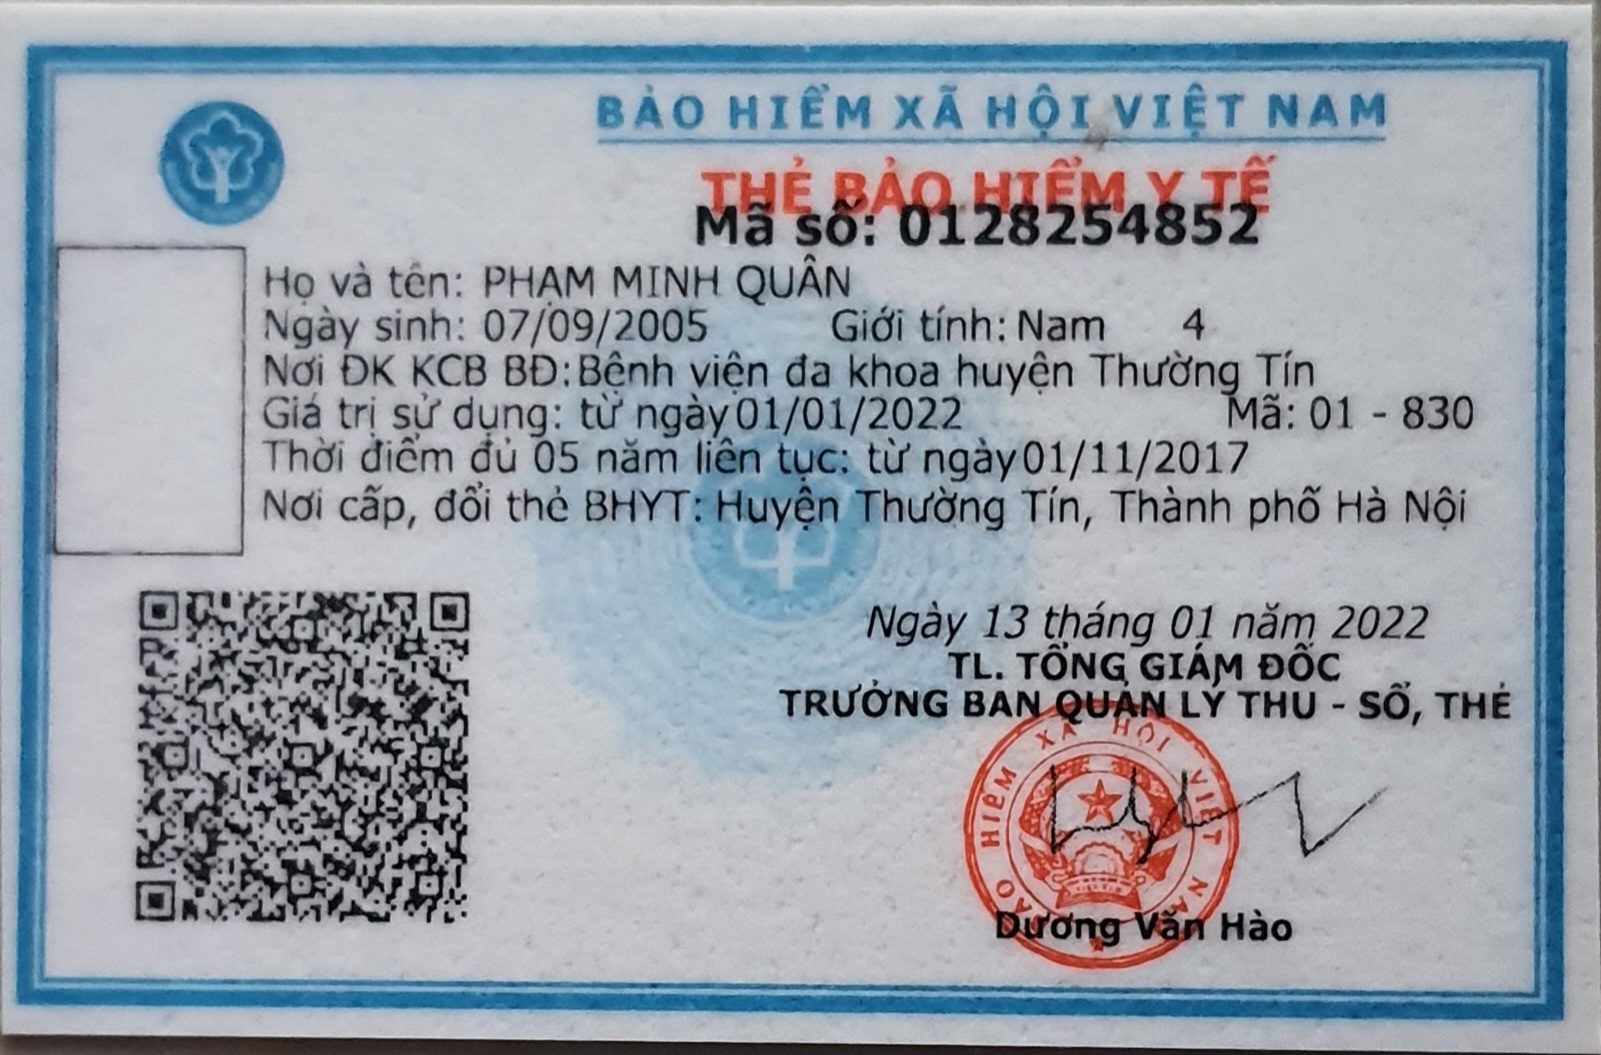 BẢO HIỂM XÃ HỘI VIỆT NAM
THẺ BẢO HIỂM Y TẾ
Mã số: 0128254852
Họ và tên: PHẠM MINH QUÂN
Ngày sinh: 07/09/2005 Giới tính: Nam 4
Nơi ĐK KCB BĐ: Bệnh viện đa khoa huyện Thường Tín
Giá trị sử dụng: từ ngày 01/01/2022 Mã: 01 - 830
Thời điểm đủ 05 năm liên tục: từ ngày 01/11/2017
Nơi cấp, đổi thẻ BHYT: Huyện Thường Tín, Thành phố Hà Nội
Ngày 13 tháng 01 năm 2022
TL. TỔNG GIÁM ĐỐC
TRƯỞNG BAN QUẢN LÝ THU - SỔ, THẺ
BẢO HIỂM XÃ HỘI VIỆT NAM
Dương Văn Hào